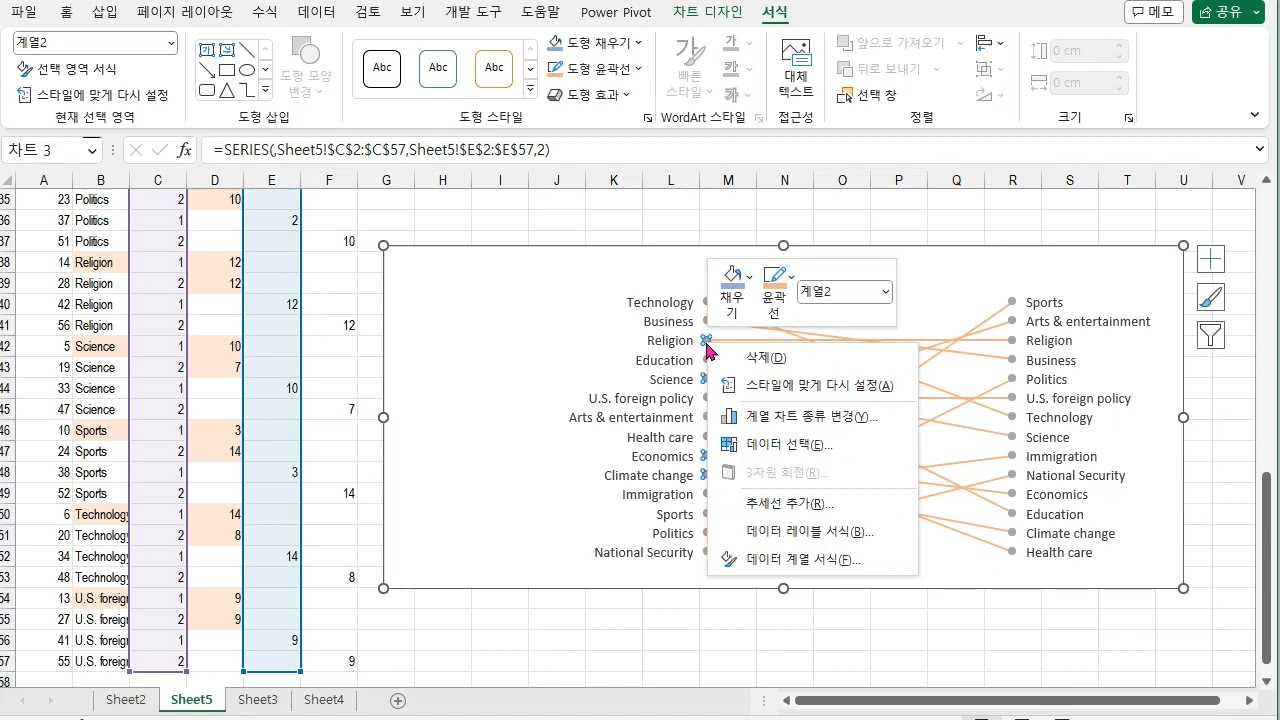 파일 홈 삽입 페이지 레이아웃 수식 데이터 검토 보기 개발 도구 도움말 Power Pivot 차트 디자인 서식 메모 공유
계열2
선택 영역 서식
스타일에 맞게 다시 설정
현재 선택 영역
도형 모양 변경
도형 삽입
Abc Abc Abc
도형 채우기
도형 윤곽선
도형 효과
도형 스타일
빠른 스타일
가
가
가
WordArt 스타일
대체 텍스트
접근성
앞으로 가져오기
뒤로 보내기
선택 창
정렬
0 cm
0 cm
크기
차트 3 fx =SERIES(,Sheet5!$C$2:$C$57,Sheet5!$E$2:$E$57,2)
A B C D E F G H I J K L M N O P Q R S T U V
35 23 Politics 2 10
36 37 Politics 1 2
37 51 Politics 2 10
38 14 Religion 1 12
39 28 Religion 2 12
40 42 Religion 1 12
41 56 Religion 2 12
42 5 Science 1 10
43 19 Science 2 7
44 33 Science 1 10
45 47 Science 2 7
46 10 Sports 1 3
47 24 Sports 2 14
48 38 Sports 1 3
49 52 Sports 2 14
50 6 Technology 1 14
51 20 Technology 2 8
52 34 Technology 1 14
53 48 Technology 2 8
54 13 U.S. foreig 1 9
55 27 U.S. foreig 2 9
56 41 U.S. foreig 1 9
57 55 U.S. foreig 2 9
58
Technology
Business
Religion
Education
Science
U.S. foreign policy
Arts & entertainment
Health care
Economics
Climate change
Immigration
Sports
Politics
National Security
채우기
윤곽선
계열2
삭제(D)
스타일에 맞게 다시 설정(A)
계열 차트 종류 변경(Y)...
데이터 선택(E)...
3차원 회전(R)...
추세선 추가(R)...
데이터 레이블 서식(B)...
데이터 계열 서식(F)...
Sports
Arts & entertainment
Religion
Business
Politics
U.S. foreign policy
Technology
Science
Immigration
National Security
Economics
Education
Climate change
Health care
Sheet2 Sheet5 Sheet3 Sheet4